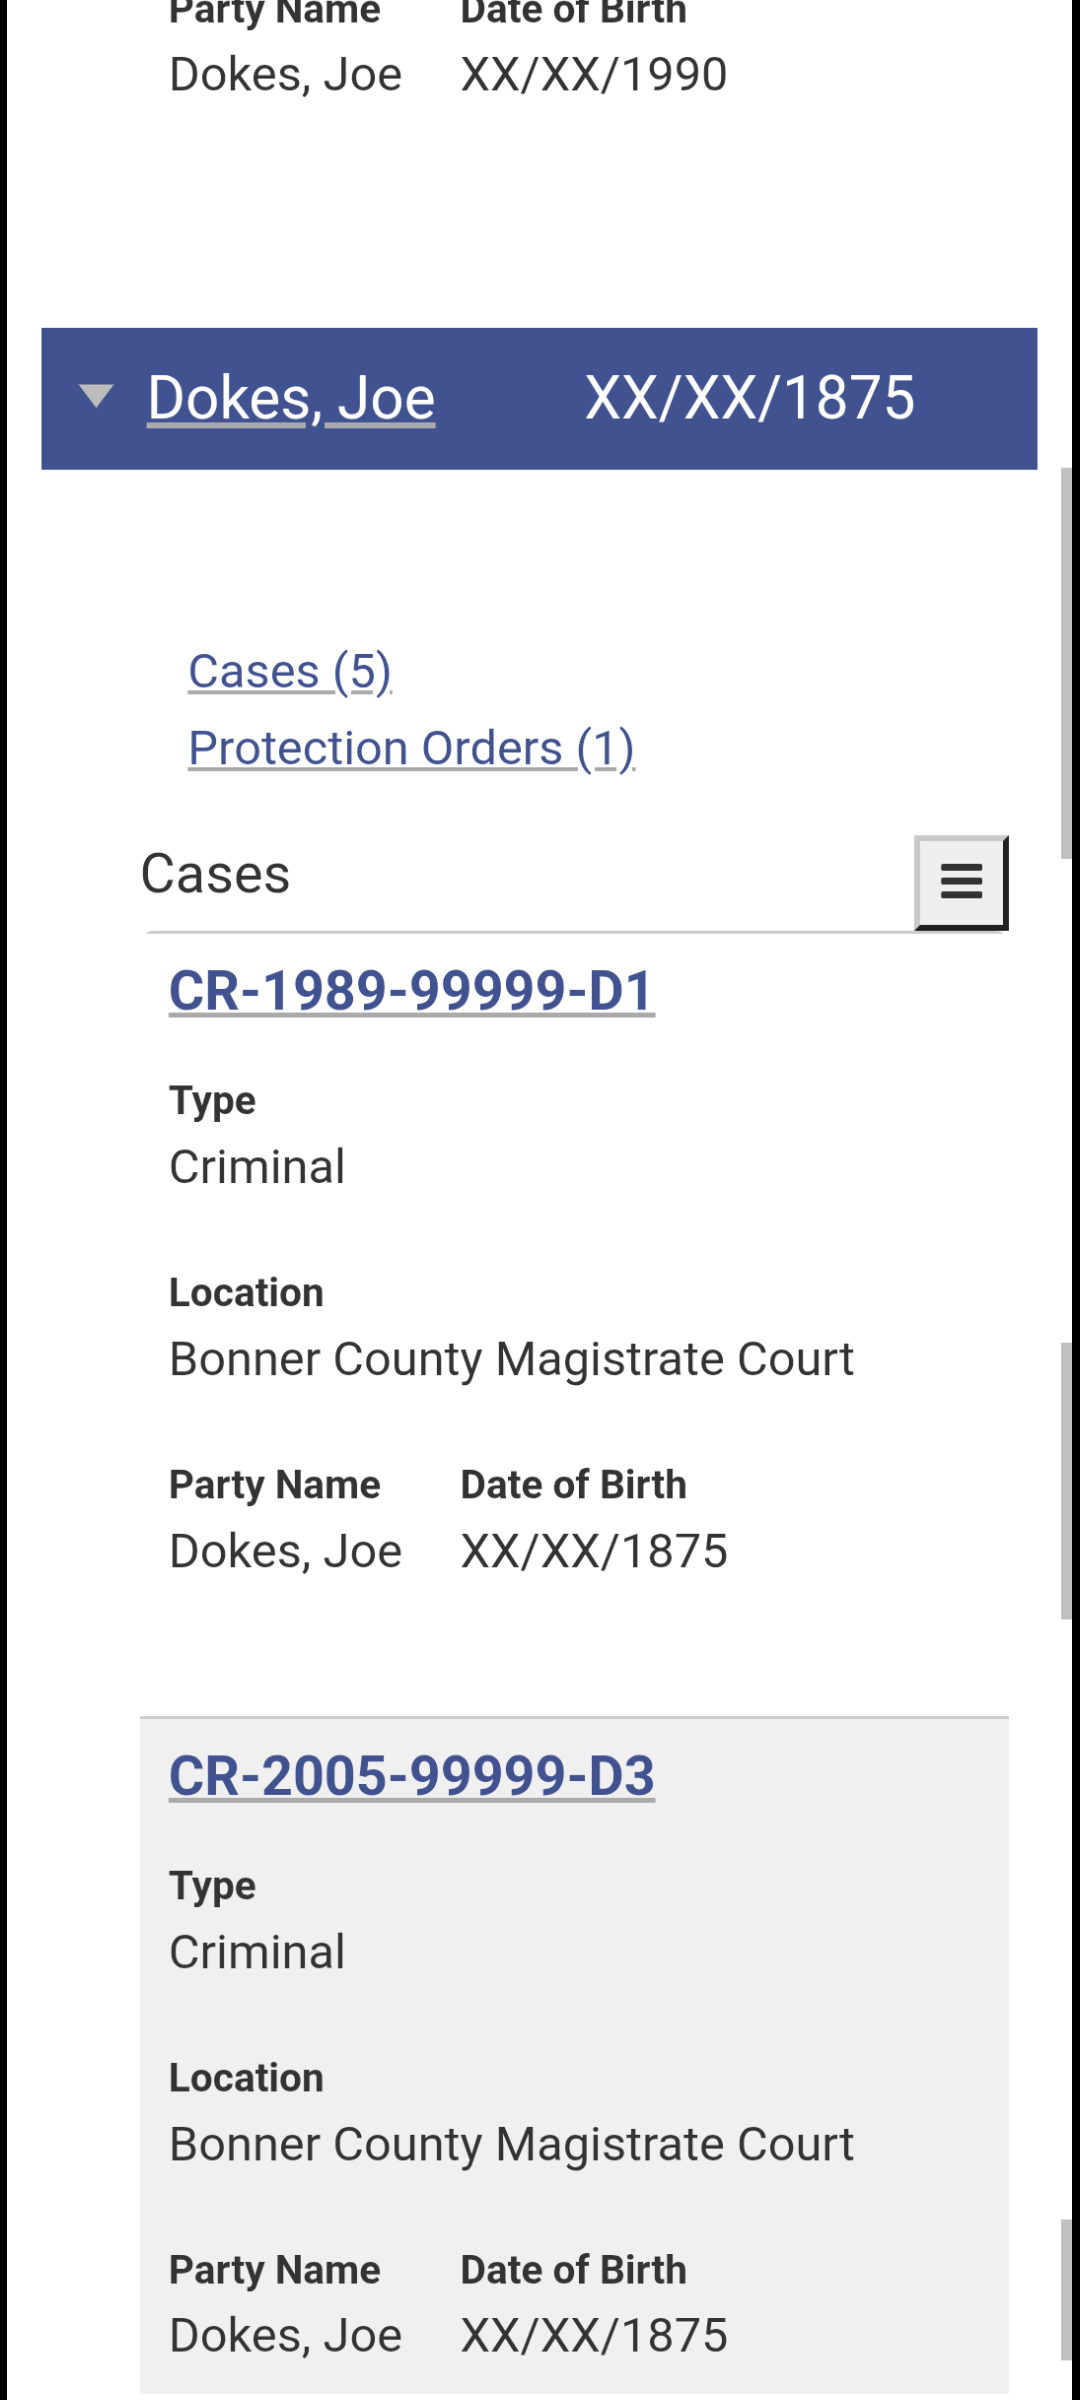 Party Name Date of Birth
Dokes, Joe XX/XX/1990
Dokes, Joe XX/XX/1875
Cases (5)
Protection Orders (1)
Cases
CR-1989-99999-D1
Type
Criminal
Location
Bonner County Magistrate Court
Party Name Date of Birth
Dokes, Joe XX/XX/1875
CR-2005-99999-D3
Type
Criminal
Location
Bonner County Magistrate Court
Party Name Date of Birth
Dokes, Joe XX/XX/1875